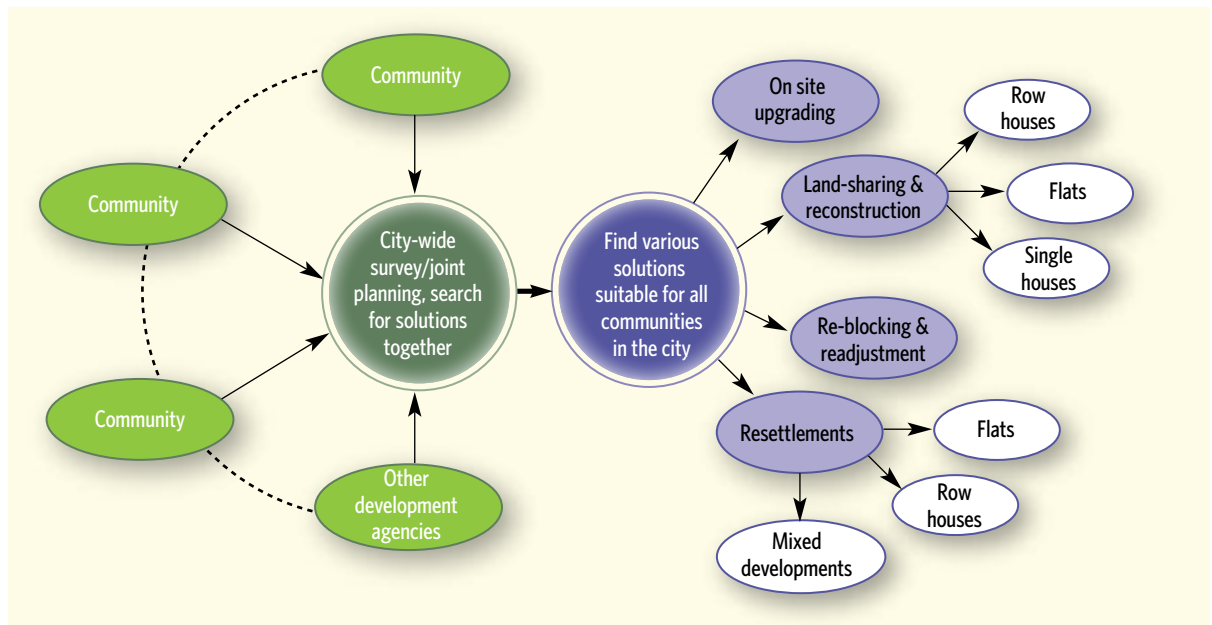 Community
Community
Community
Other
development
agencies
City-wide
survey/joint
planning, search
for solutions
together
Find various
solutions
suitable for all
communities
in the city
On site
upgrading
Land-sharing &
reconstruction
Row
houses
Flats
Single
houses
Re-blocking &
readjustment
Resettlements
Flats
Row
houses
Mixed
developments